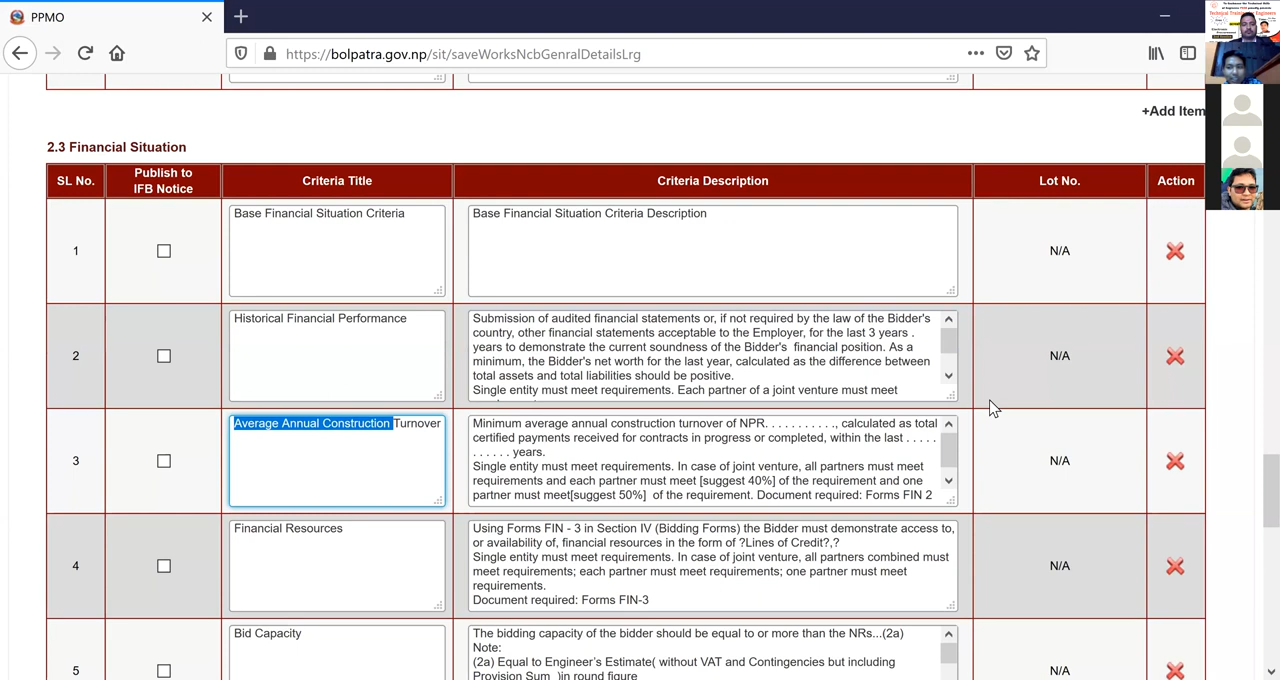 PPMO
https://bolpatra.gov.np/sit/saveWorksNcbGenralDetailsLrg
+Add Item
2.3 Financial Situation
SL No.
Publish to
IFB Notice
Criteria Title
Criteria Description
Lot No.
Action
1
Base Financial Situation Criteria
Base Financial Situation Criteria Description
N/A
2
Historical Financial Performance
Submission of audited financial statements or, if not required by the law of the Bidder's
country, other financial statements acceptable to the Employer, for the last 3 years .
years to demonstrate the current soundness of the Bidder's financial position. As a
minimum, the Bidder's net worth for the last year, calculated as the difference between
total assets and total liabilities should be positive.
Single entity must meet requirements. Each partner of a joint venture must meet
N/A
3
Average Annual Construction Turnover
Minimum average annual construction turnover of NPR. . . . . . . . . . ., calculated as total
certified payments received for contracts in progress or completed, within the last . . . . .
. . . . . . years.
Single entity must meet requirements. In case of joint venture, all partners must meet
requirements and each partner must meet [suggest 40%] of the requirement and one
partner must meet[suggest 50%] of the requirement. Document required: Forms FIN 2
N/A
4
Financial Resources
Using Forms FIN - 3 in Section IV (Bidding Forms) the Bidder must demonstrate access to,
or availability of, financial resources in the form of ?Lines of Credit?,?
Single entity must meet requirements. In case of joint venture, all partners combined must
meet requirements; each partner must meet requirements; one partner must meet
requirements.
Document required: Forms FIN-3
N/A
5
Bid Capacity
The bidding capacity of the bidder should be equal to or more than the NRs...(2a)
Note:
(2a) Equal to Engineer's Estimate( without VAT and Contingencies but including
Provision Sum )in round figure
N/A